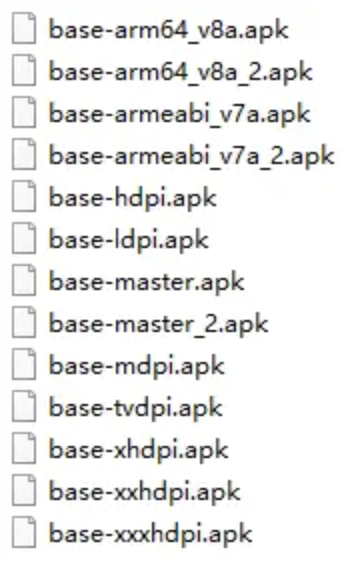 base-arm64_v8a.apk
base-arm64_v8a_2.apk
base-armeabi_v7a.apk
base-armeabi_v7a_2.apk
base-hdpi.apk
base-ldpi.apk
base-master.apk
base-master_2.apk
base-mdpi.apk
base-tvdpi.apk
base-xhdpi.apk
base-xxhdpi.apk
base-xxxhdpi.apk